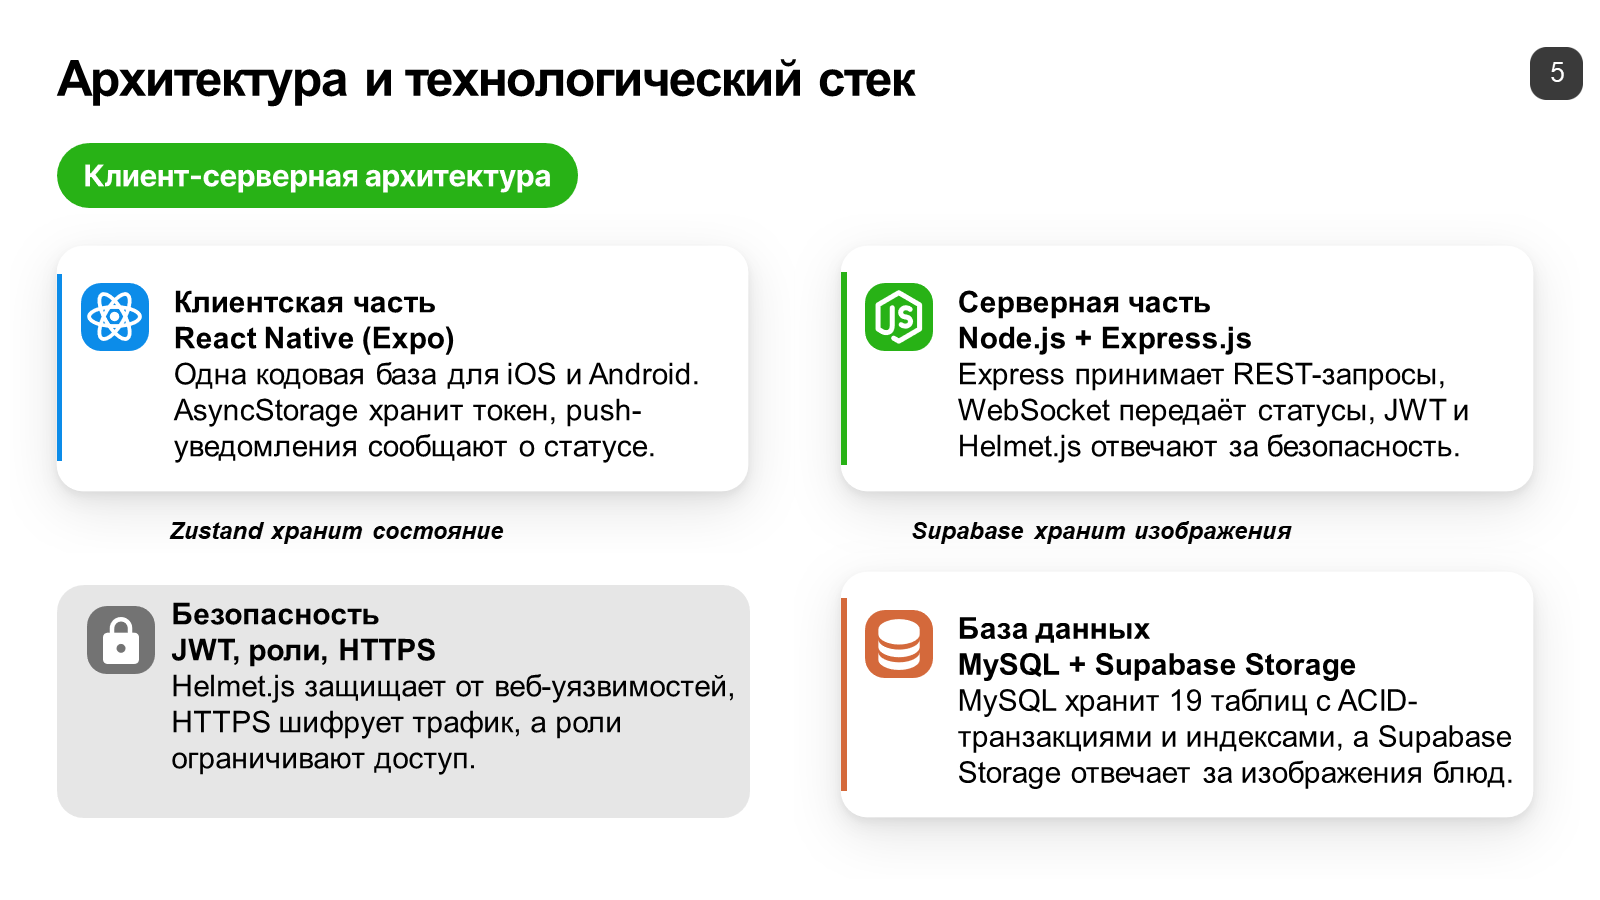 Архитектура и технологический стек
5
Клиент-серверная архитектура
Клиентская часть
React Native (Expo)
Одна кодовая база для iOS и Android.
AsyncStorage хранит токен, push-
уведомления сообщают о статусе.
Серверная часть
Node.js + Express.js
Express принимает REST-запросы,
WebSocket передаёт статусы, JWT и
Helmet.js отвечают за безопасность.
Zustand хранит состояние
Supabase хранит изображения
Безопасность
JWT, роли, HTTPS
Helmet.js защищает от веб-уязвимостей,
HTTPS шифрует трафик, а роли
ограничивают доступ.
База данных
MySQL + Supabase Storage
MySQL хранит 19 таблиц с ACID-
транзакциями и индексами, а Supabase
Storage отвечает за изображения блюд.